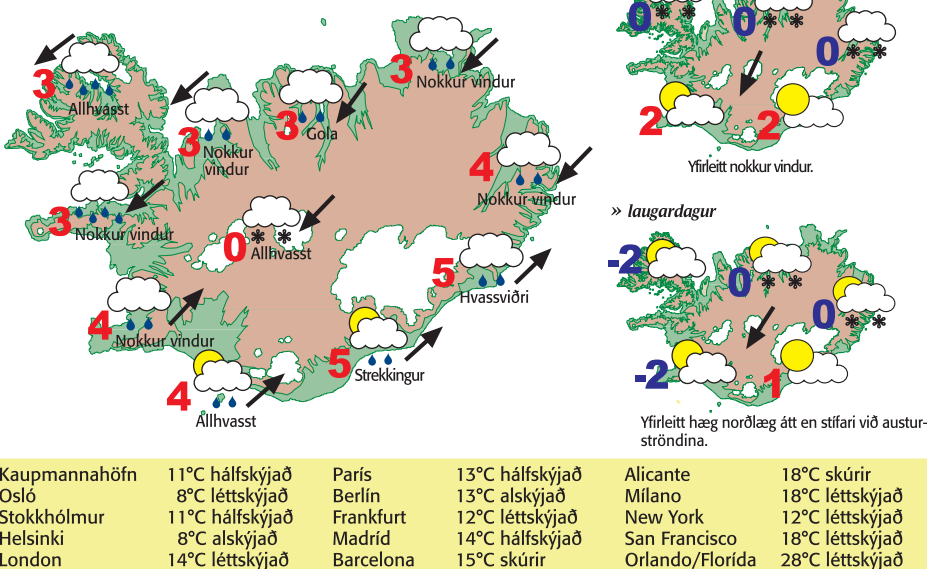 3
Allhvasst
3
Nokkur
vindur
3
Gola
3
Nokkur vindur
4
Nokkur vindur
3
Nokkur vindur
0
Allhvasst
5
Hvassviðri
4
Nokkur vindur
5
Strekkingur
4
Allhvasst
0
0
0
2
2
Yfirleitt nokkur vindur.
» laugardagur
-2
0
0
-2
1
Yfirleitt hæg norðlæg átt en stífari við austur-
ströndina.
Kaupmannahöfn 11°C hálfskýjað París 13°C hálfskýjað Alicante 18°C skúrir
Osló 8°C léttskýjað Berlín 13°C alskýjað Mílano 18°C léttskýjað
Stokkhólmur 11°C hálfskýjað Frankfurt 12°C léttskýjað New York 12°C léttskýjað
Helsinki 8°C alskýjað Madríd 14°C hálfskýjað San Francisco 18°C léttskýjað
London 14°C léttskýjað Barcelona 15°C skúrir Orlando/Florída 28°C léttskýjað